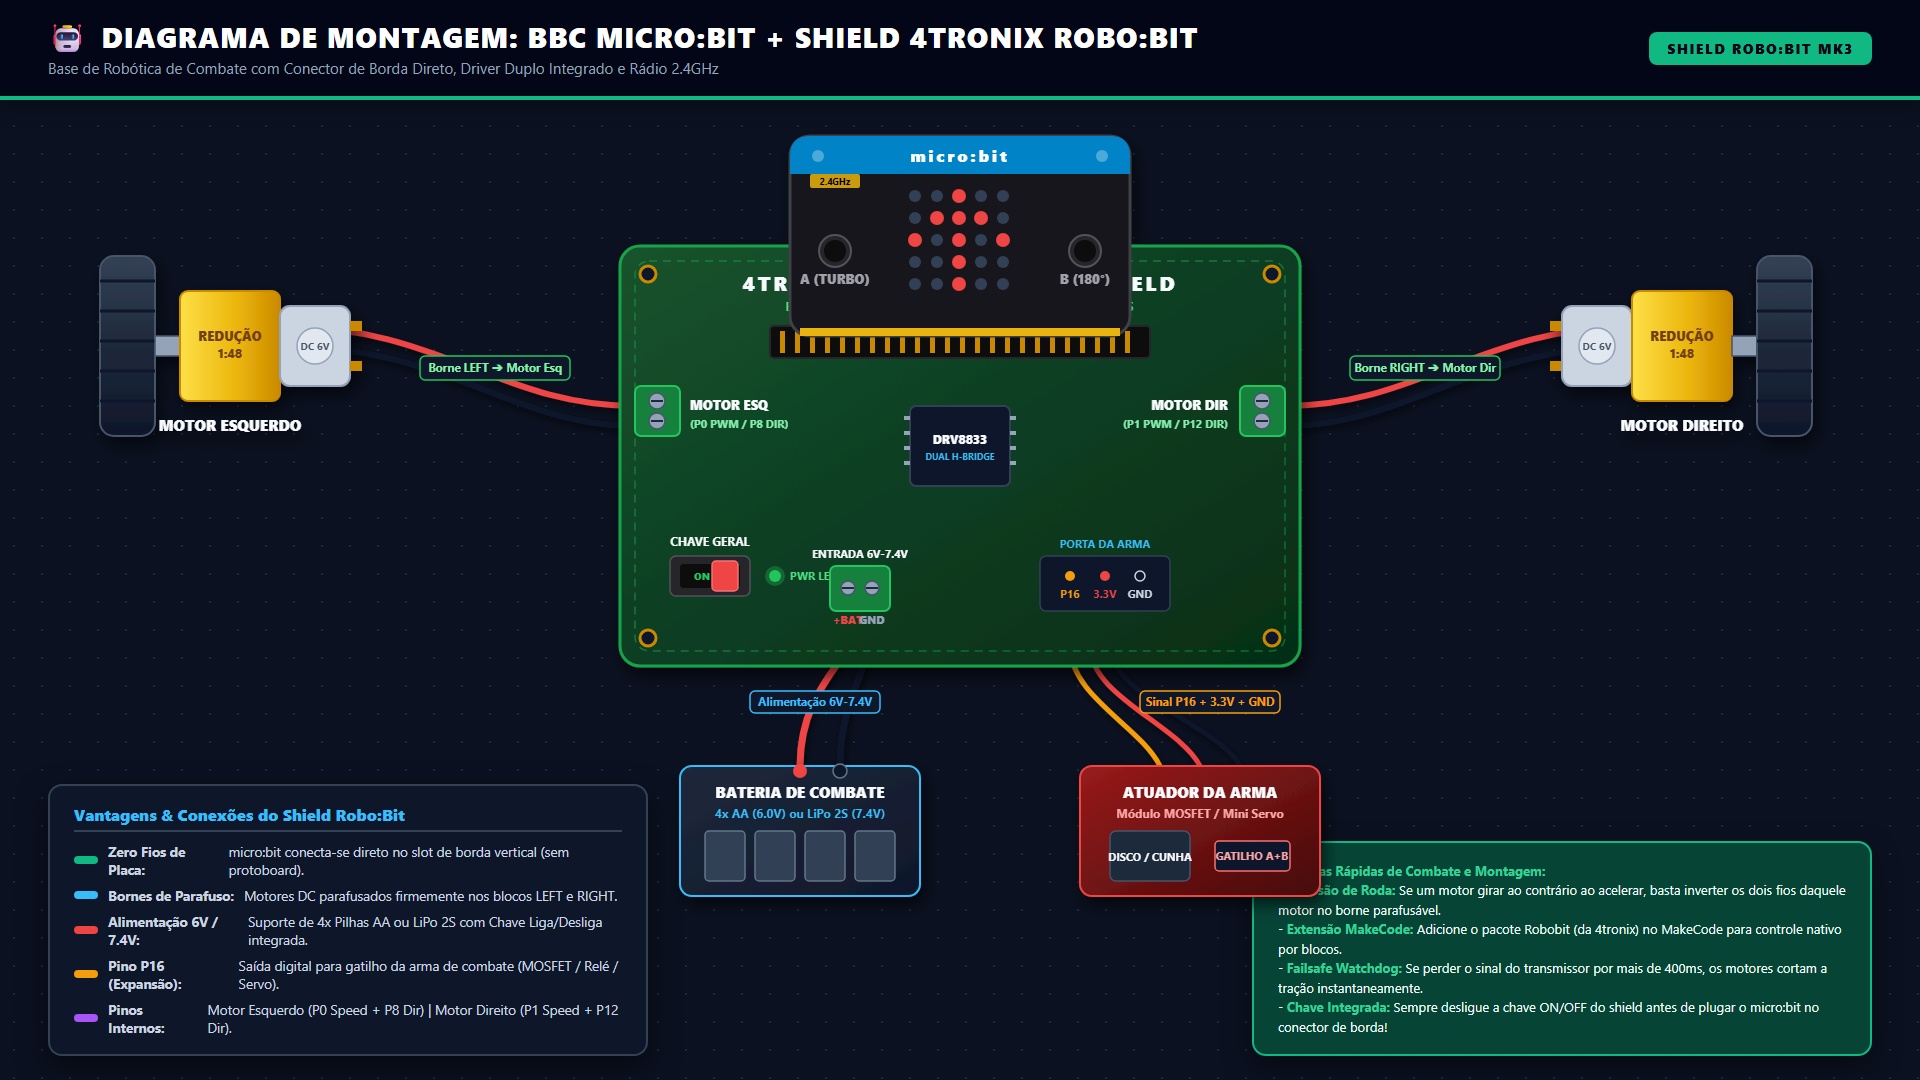 DIAGRAMA DE MONTAGEM: BBC MICRO:BIT + SHIELD 4TRONIX ROBO:BIT
Base de Robótica de Combate com Conector de Borda Direto, Driver Duplo Integrado e Rádio 2.4GHz
SHIELD ROBO:BIT MK3
micro:bit
2.4GHz
A (TURBO)
B (180°)
4TR
ELD
REDUÇÃO
1:48
DC 6V
MOTOR ESQUERDO
Borne LEFT ➔ Motor Esq
Borne RIGHT ➔ Motor Dir
DC 6V
REDUÇÃO
1:48
MOTOR DIREITO
MOTOR ESQ
(P0 PWM / P8 DIR)
DRV8833
DUAL H-BRIDGE
MOTOR DIR
(P1 PWM / P12 DIR)
CHAVE GERAL
ON
PWR LE
ENTRADA 6V-7.4V
+BAT
GND
PORTA DA ARMA
P16
3.3V
GND
Alimentação 6V-7.4V
Sinal P16 + 3.3V + GND
BATERIA DE COMBATE
4x AA (6.0V) ou LiPo 2S (7.4V)
ATUADOR DA ARMA
Módulo MOSFET / Mini Servo
DISCO / CUNHA
GATILHO A+B
Vantagens & Conexões do Shield Robo:Bit
Zero Fios de
Placa:
micro:bit conecta-se direto no slot de borda vertical (sem
protoboard).
Bornes de Parafuso: Motores DC parafusados firmemente nos blocos LEFT e RIGHT.
Alimentação 6V /
7.4V:
Suporte de 4x Pilhas AA ou LiPo 2S com Chave Liga/Desliga
integrada.
Pino P16
(Expansão):
Saída digital para gatilho da arma de combate (MOSFET / Relé /
Servo).
Pinos
Internos:
Motor Esquerdo (P0 Speed + P8 Dir) | Motor Direito (P1 Speed + P12
Dir).
as Rápidas de Combate e Montagem:
são de Roda: Se um motor girar ao contrário ao acelerar, basta inverter os dois fios daquele
motor no borne parafusável.
- Extensão MakeCode: Adicione o pacote Robobit (da 4tronix) no MakeCode para controle nativo
por blocos.
- Failsafe Watchdog: Se perder o sinal do transmissor por mais de 400ms, os motores cortam a
tração instantaneamente.
- Chave Integrada: Sempre desligue a chave ON/OFF do shield antes de plugar o micro:bit no
conector de borda!